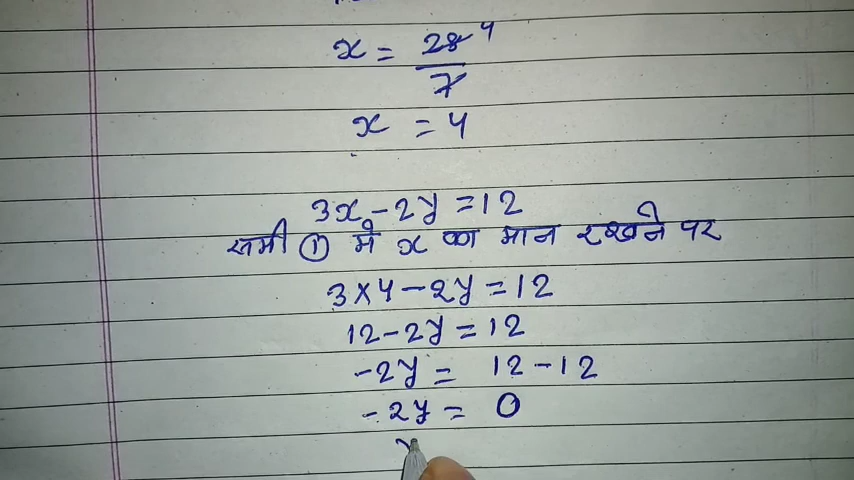 x = 28 4
7
x = 4
3x - 2y = 12
समी ① में x का मान रखने पर
3 × 4 - 2y = 12
12 - 2y = 12
- 2y = 12 - 12
- 2y = 0